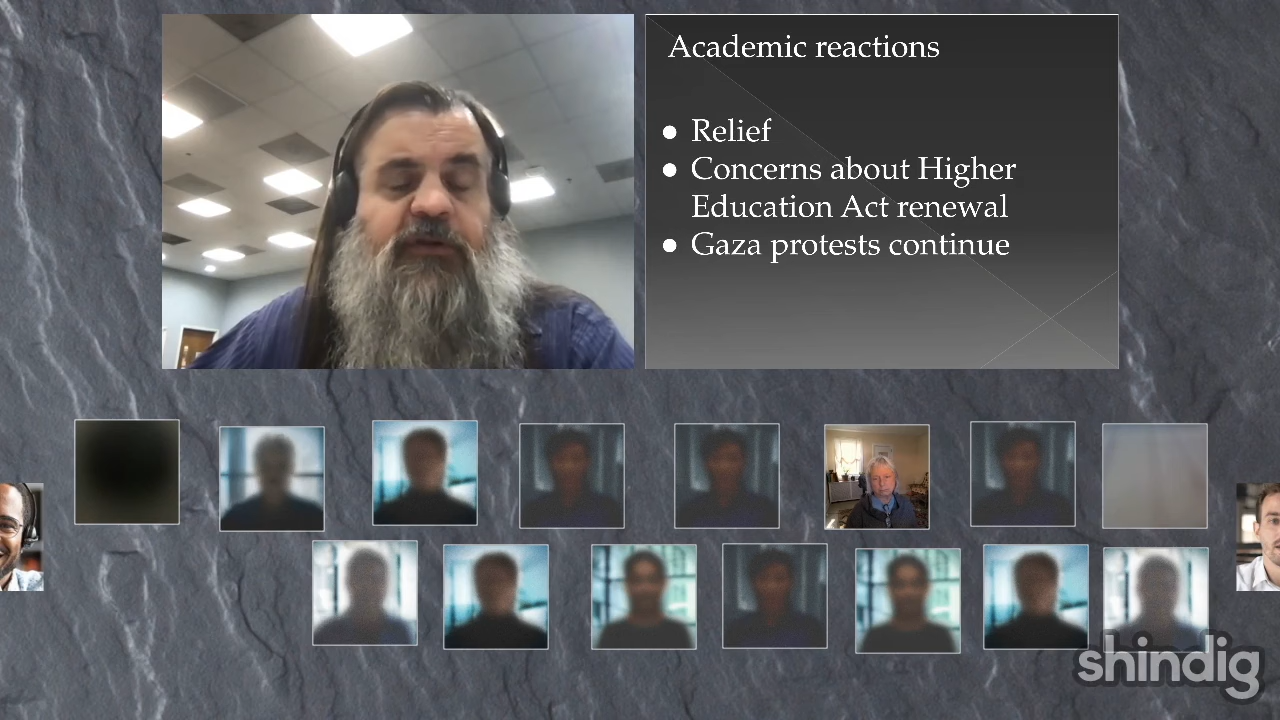 Academic reactions
● Relief
● Concerns about Higher
Education Act renewal
● Gaza protests continue
shindig